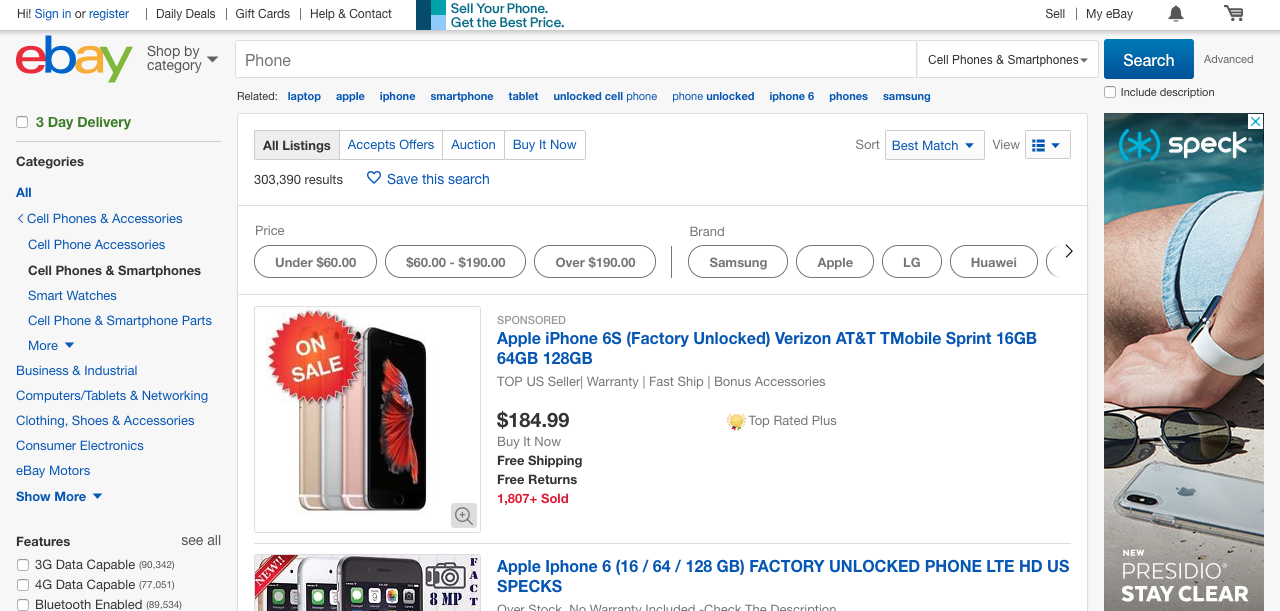 Hi! Sign in or register
Daily Deals
Gift Cards
Help & Contact
Sell Your Phone.
Get the Best Price.
Sell
My eBay
ebay
Shop by
category
Phone
Cell Phones & Smartphones
Search
Advanced
Related: laptop apple iphone smartphone tablet unlocked cell phone phone unlocked iphone 6 phones samsung
Include description
3 Day Delivery
Categories
All
Cell Phones & Accessories
Cell Phone Accessories
Cell Phones & Smartphones
Smart Watches
Cell Phone & Smartphone Parts
More
Business & Industrial
Computers/Tablets & Networking
Clothing, Shoes & Accessories
Consumer Electronics
eBay Motors
Show More
Features
see all
3G Data Capable (90,342)
4G Data Capable (77,051)
Bluetooth Enabled (89,534)
All Listings
Accepts Offers
Auction
Buy It Now
Sort
Best Match
View
303,390 results
Save this search
Price
Under $60.00
$60.00 - $190.00
Over $190.00
Brand
Samsung
Apple
LG
Huawei
ON
SALE
SPONSORED
Apple iPhone 6S (Factory Unlocked) Verizon AT&T TMobile Sprint 16GB
64GB 128GB
TOP US Seller| Warranty | Fast Ship | Bonus Accessories
$184.99
Top Rated Plus
Buy It Now
Free Shipping
Free Returns
1,807+ Sold
NEW!!
8 MP
F
A
C
T
Apple Iphone 6 (16 / 64 / 128 GB) FACTORY UNLOCKED PHONE LTE HD US
SPECKS
Over Stock, No Warranty Included -Check The Description
speck
NEW
PRESIDIO®
STAY CLEAR